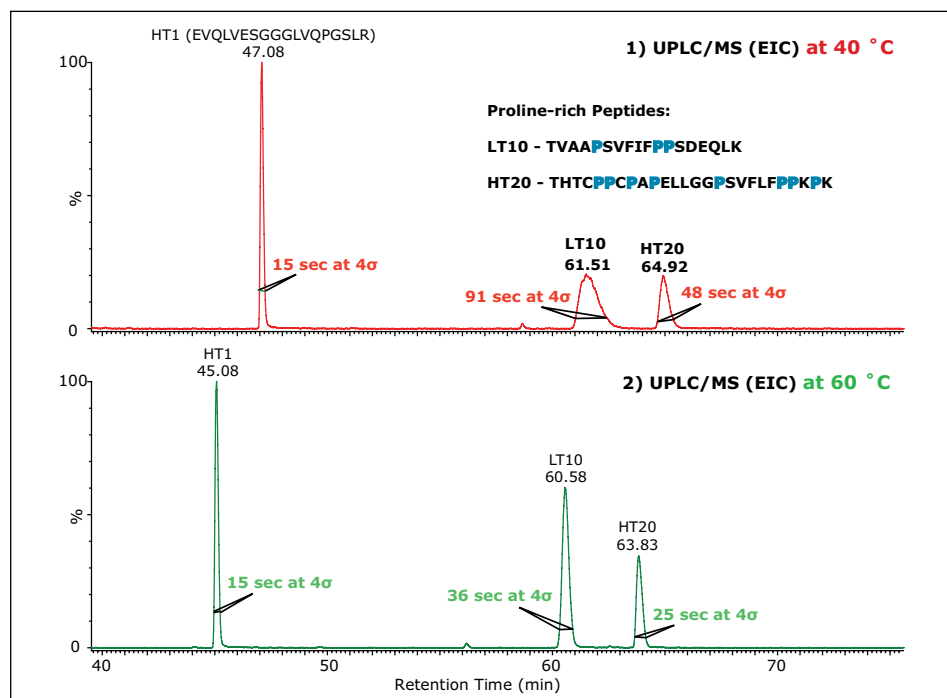 HT1 (EVQLVESGGGLVQPGSLR)
47.08
1) UPLC/MS (EIC) at 40 °C
100
Proline-rich Peptides:
LT10 - TVAAPSVFIFPPSDEQLK
HT20 - THTCPPCPAPELLGGPSVFLFPPKPK
%
LT10
61.51
HT20
64.92
15 sec at 4σ
91 sec at 4σ
48 sec at 4σ
0
HT1
45.08
2) UPLC/MS (EIC) at 60 °C
100
LT10
60.58
HT20
63.83
%
15 sec at 4σ
36 sec at 4σ
25 sec at 4σ
0
40 50 60 70
Retention Time (min)